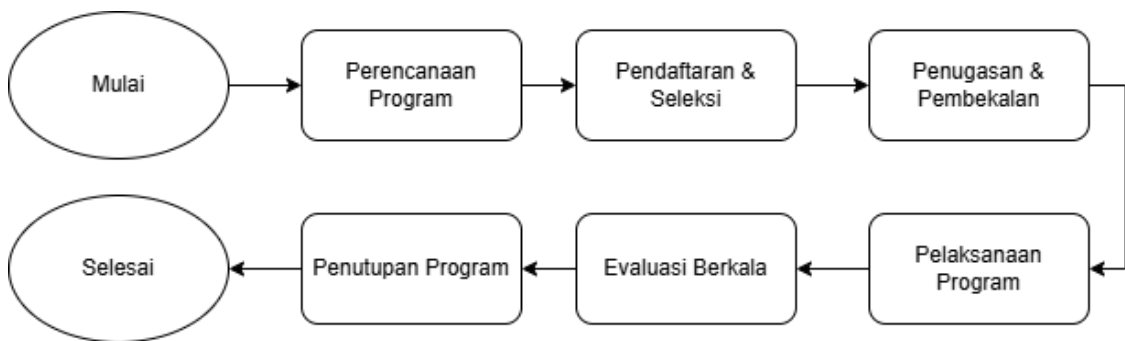 Mulai
Perencanaan
Program
Pendaftaran &
Seleksi
Penugasan &
Pembekalan
Pelaksanaan
Program
Evaluasi Berkala
Penutupan Program
Selesai